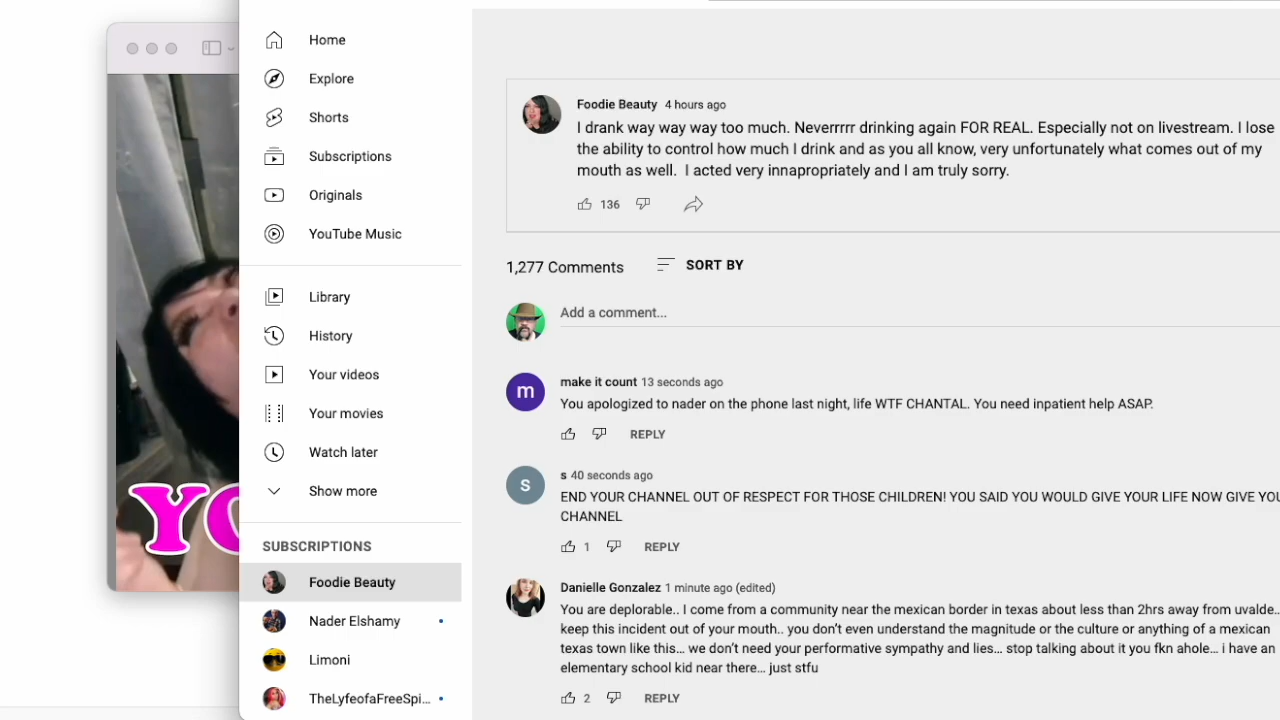 Home
Explore
Shorts
Subscriptions
Originals
YouTube Music
Library
History
Your videos
Your movies
Watch later
Show more
SUBSCRIPTIONS
Foodie Beauty
Nader Elshamy
Limoni
TheLyfeofaFreeSpi...
YO
Foodie Beauty 4 hours ago
I drank way way way too much. Neverrrrr drinking again FOR REAL. Especially not on livestream. I lose
the ability to control how much I drink and as you all know, very unfortunately what comes out of my
mouth as well. I acted very innapropriately and I am truly sorry.
136
1,277 Comments SORT BY
Add a comment...
m
make it count 13 seconds ago
You apologized to nader on the phone last night, life WTF CHANTAL. You need inpatient help ASAP.
REPLY
s
s 40 seconds ago
END YOUR CHANNEL OUT OF RESPECT FOR THOSE CHILDREN! YOU SAID YOU WOULD GIVE YOUR LIFE NOW GIVE YOU
CHANNEL
1 REPLY
Danielle Gonzalez 1 minute ago (edited)
You are deplorable.. I come from a community near the mexican border in texas about less than 2hrs away from uvalde..
keep this incident out of your mouth.. you don't even understand the magnitude or the culture or anything of a mexican
texas town like this... we don't need your performative sympathy and lies... stop talking about it you fkn ahole... i have an
elementary school kid near there... just stfu
2 REPLY